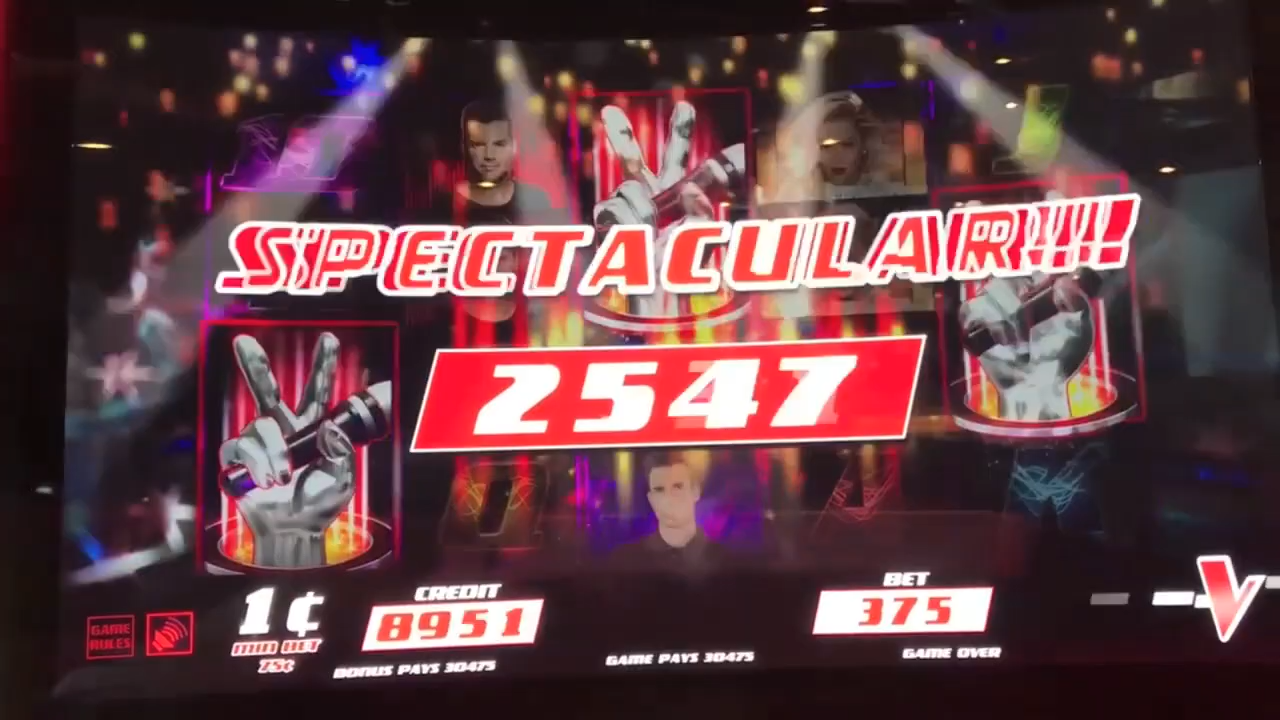 SPECTACULAR!!!
2547
GAME
RULES
1¢
MIN BET
75¢
CREDIT
8951
BONUS PAYS 30475
GAME PAYS 30475
BET
375
GAME OVER
V